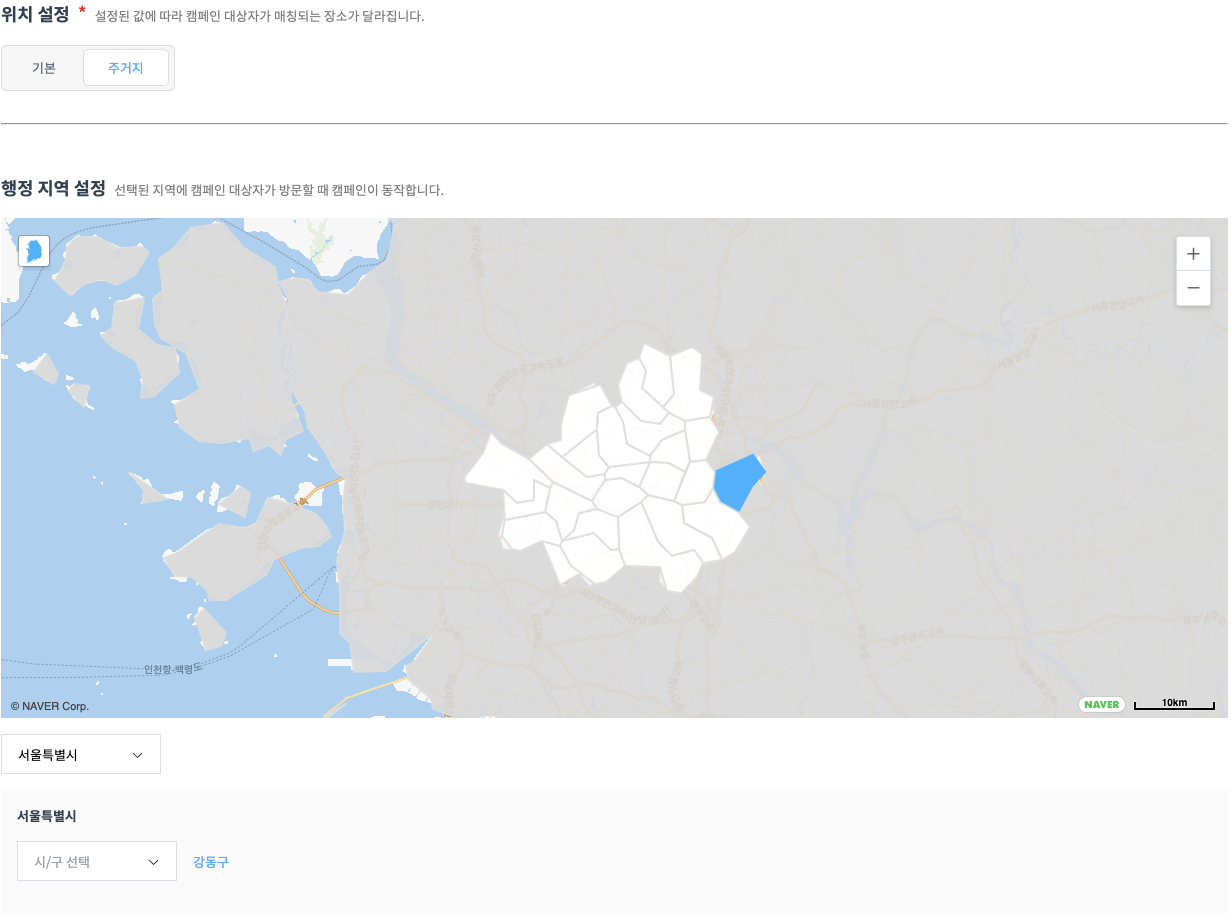 위치 설정 * 설정된 값에 따라 캠페인 대상자가 매칭되는 장소가 달라집니다.
기본 주거지
행정 지역 설정 선택된 지역에 캠페인 대상자가 방문할 때 캠페인이 동작합니다.
+
−
인천항-백령도
© NAVER Corp.
NAVER 10km
서울특별시
서울특별시
시/구 선택 강동구